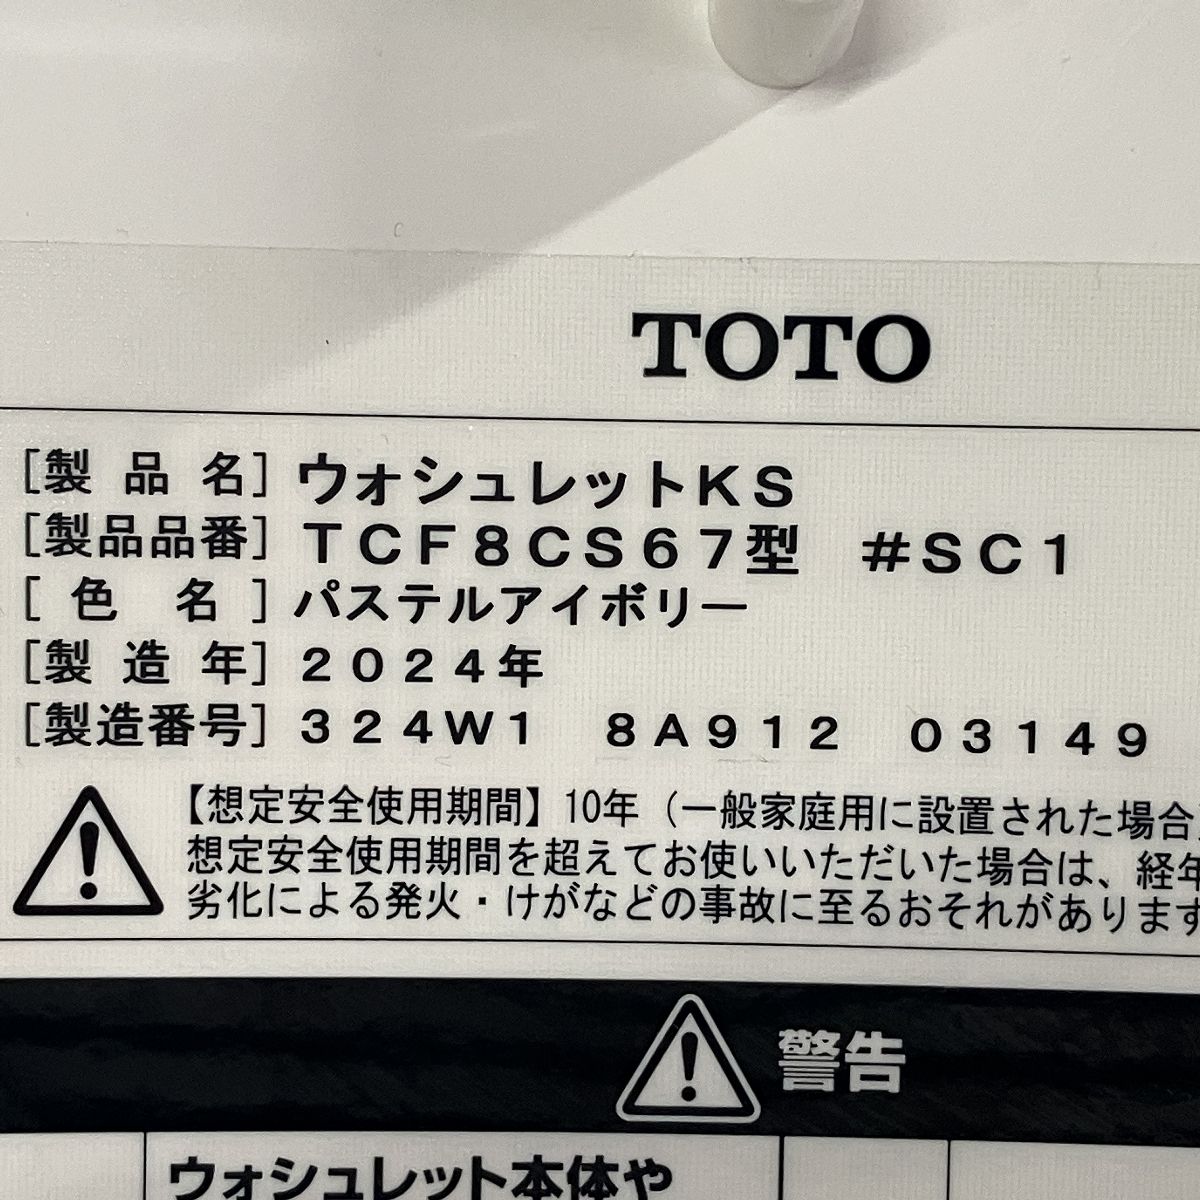 TOTO
[製品名] ウォシュレットKS
[製品品番] TCF8CS67型 #SC1
[色名] パステルアイボリー
[製造年] 2024年
[製造番号] 324W1 8A912 03149
【想定安全使用期間】10年 (一般家庭用に設置された場合
想定安全使用期間を超えてお使いいただいた場合は、経年
劣化による発火・けがなどの事故に至るおそれがあります
警告
ウォシュレット本体や